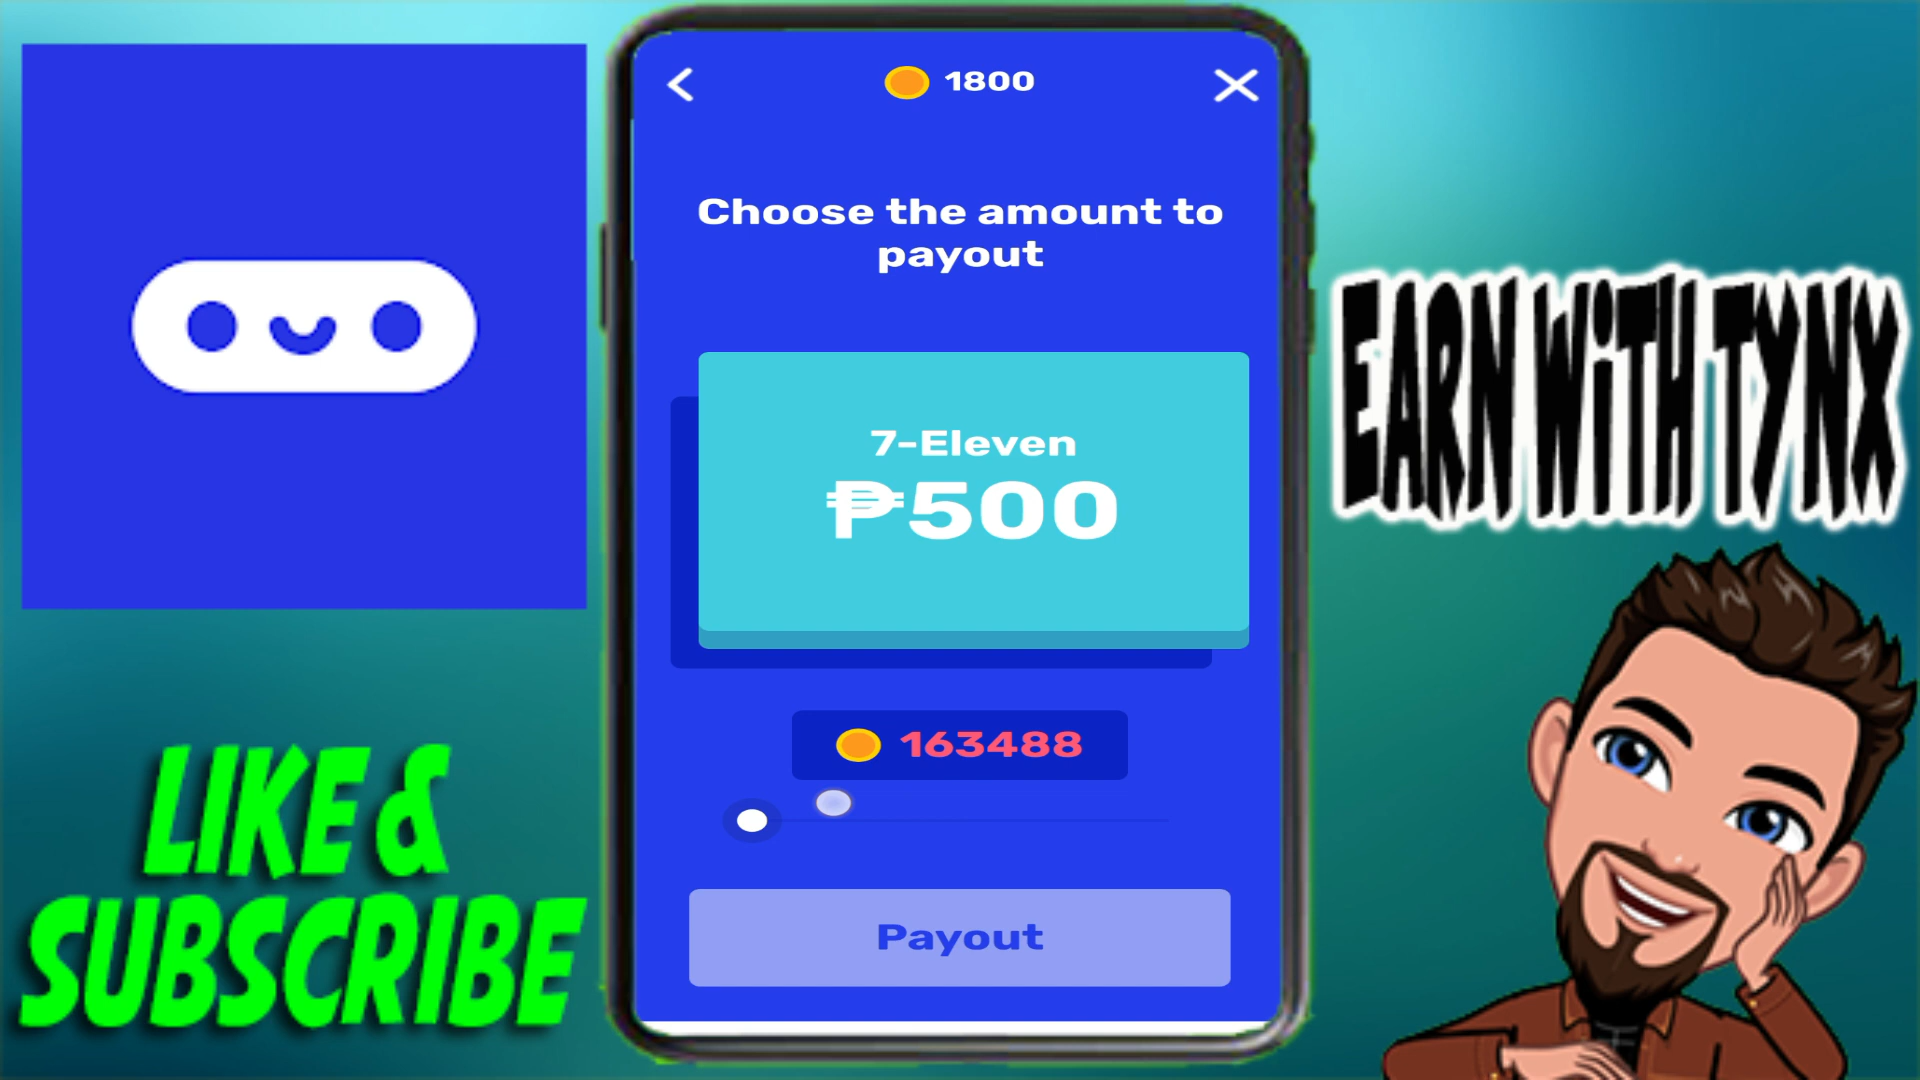 1800
Choose the amount to
payout
7-Eleven
₱500
163488
Payout
EARN WiTH TYNX
LIKE &
SUBSCRIBE